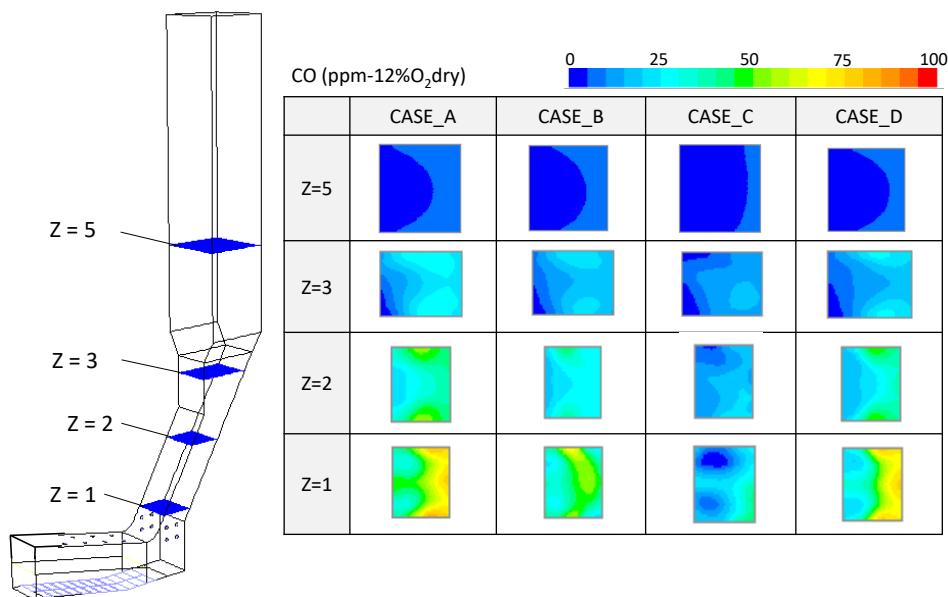 CO (ppm-12%O₂dry)
0 25 50 75 100
CASE_A CASE_B CASE_C CASE_D
Z=5
Z=3
Z=2
Z=1
Z = 5
Z = 3
Z = 2
Z = 1